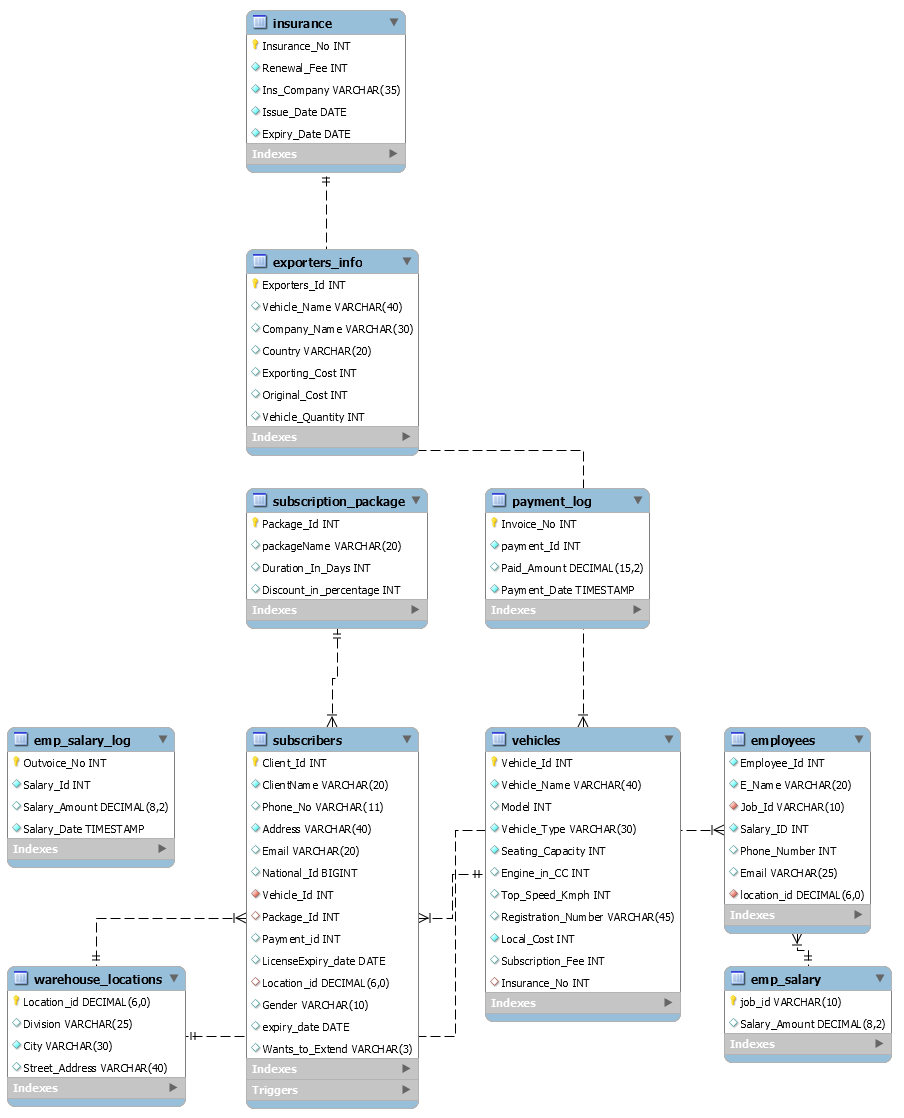 insurance
Insurance_No INT
Renewal_Fee INT
Ins_Company VARCHAR(35)
Issue_Date DATE
Expiry_Date DATE
Indexes
exporters_info
Exporters_Id INT
Vehicle_Name VARCHAR(40)
Company_Name VARCHAR(30)
Country VARCHAR(20)
Exporting_Cost INT
Original_Cost INT
Vehicle_Quantity INT
Indexes
subscription_package
Package_Id INT
packageName VARCHAR(20)
Duration_In_Days INT
Discount_in_percentage INT
Indexes
payment_log
Invoice_No INT
payment_Id INT
Paid_Amount DECIMAL(15,2)
Payment_Date TIMESTAMP
Indexes
emp_salary_log
Outvoice_No INT
Salary_Id INT
Salary_Amount DECIMAL(8,2)
Salary_Date TIMESTAMP
Indexes
subscribers
Client_Id INT
ClientName VARCHAR(20)
Phone_No VARCHAR(11)
Address VARCHAR(40)
Email VARCHAR(20)
National_Id BIGINT
Vehicle_Id INT
Package_Id INT
Payment_id INT
LicenseExpiry_date DATE
Location_id DECIMAL(6,0)
Gender VARCHAR(10)
expiry_date DATE
Wants_to_Extend VARCHAR(3)
Indexes
Triggers
vehicles
Vehicle_Id INT
Vehicle_Name VARCHAR(40)
Model INT
Vehicle_Type VARCHAR(30)
Seating_Capacity INT
Engine_in_CC INT
Top_Speed_Kmph INT
Registration_Number VARCHAR(45)
Local_Cost INT
Subscription_Fee INT
Insurance_No INT
Indexes
employees
Employee_Id INT
E_Name VARCHAR(20)
Job_Id VARCHAR(10)
Salary_ID INT
Phone_Number INT
Email VARCHAR(25)
location_id DECIMAL(6,0)
Indexes
warehouse_locations
Location_id DECIMAL(6,0)
Division VARCHAR(25)
City VARCHAR(30)
Street_Address VARCHAR(40)
Indexes
emp_salary
job_id VARCHAR(10)
Salary_Amount DECIMAL(8,2)
Indexes